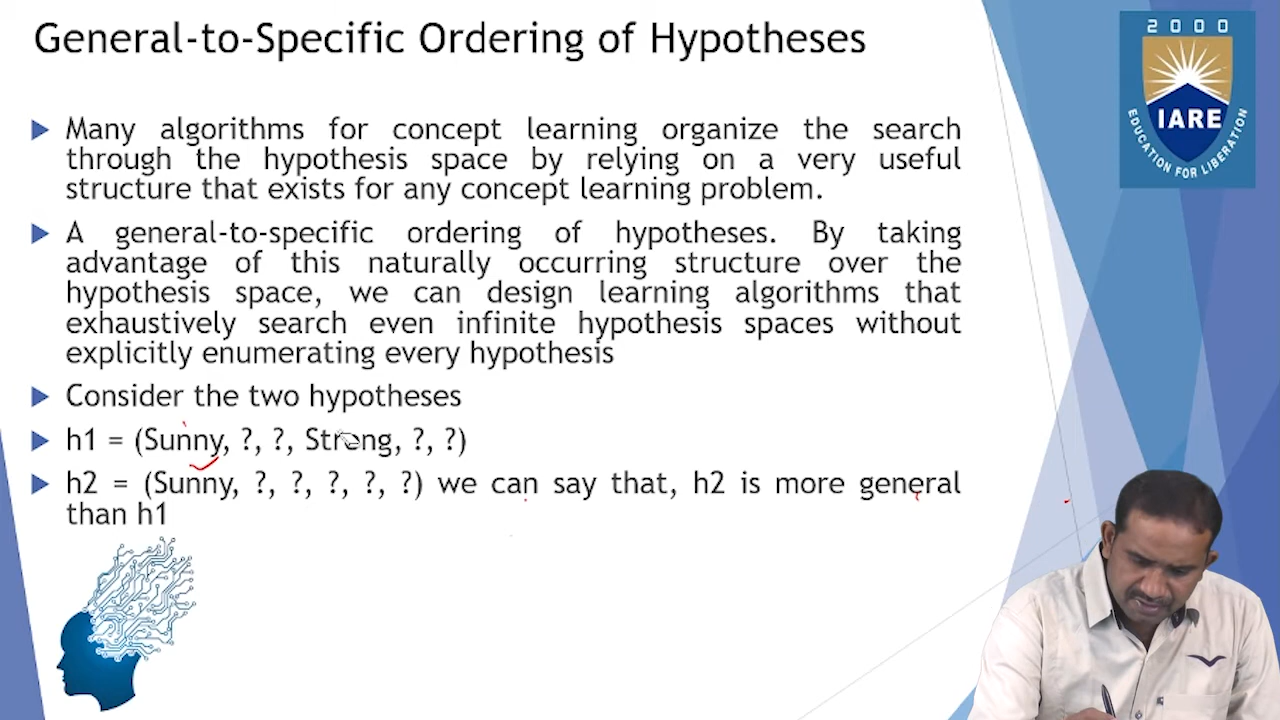 General-to-Specific Ordering of Hypotheses
Many algorithms for concept learning organize the search
through the hypothesis space by relying on a very useful
structure that exists for any concept learning problem.
A general-to-specific ordering of hypotheses. By taking
advantage of this naturally occurring structure over the
hypothesis space, we can design learning algorithms that
exhaustively search even infinite hypothesis spaces without
explicitly enumerating every hypothesis
Consider the two hypotheses
h1 = (Sunny, ?, ?, Strong, ?, ?)
h2 = (Sunny, ?, ?, ?, ?, ?) we can say that, h2 is more general
than h1
2000
IARE
EDUCATION FOR LIBERATION